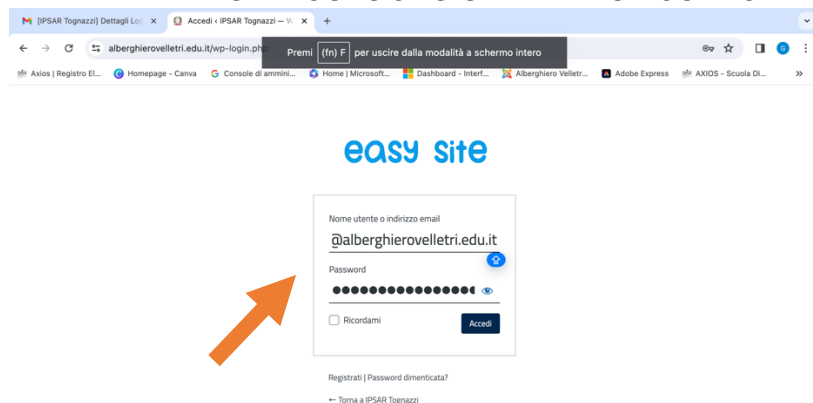 [IPSAR Tognazzi] Dettagli Log
Accedi ‹ IPSAR Tognazzi — W
alberghierovelletri.edu.it/wp-login.php
Premi (fn) F per uscire dalla modalità a schermo intero
Axios | Registro El... Homepage - Canva Console di ammini... Home | Microsoft... Dashboard - Interf... Alberghiero Velletr... Adobe Express AXIOS - Scuola Di...
easy site
Nome utente o indirizzo email
@alberghierovelletri.edu.it
Password
Ricordami
Accedi
Registrati | Password dimenticata?
← Torna a IPSAR Tognazzi